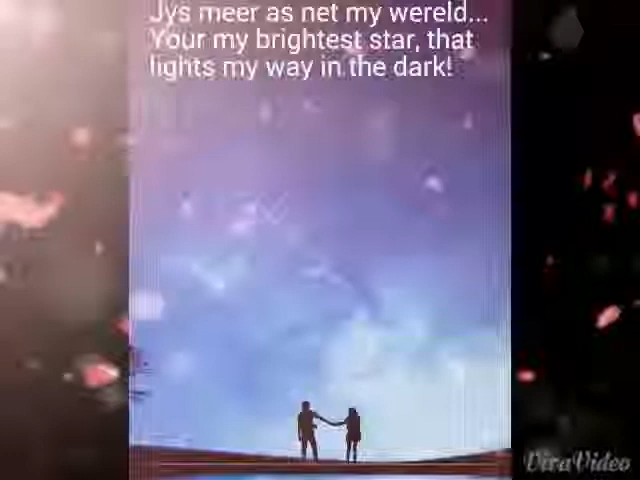 Jys meer as net my wereld...
Your my brightest star, that
lights my way in the dark!
VivaVideo